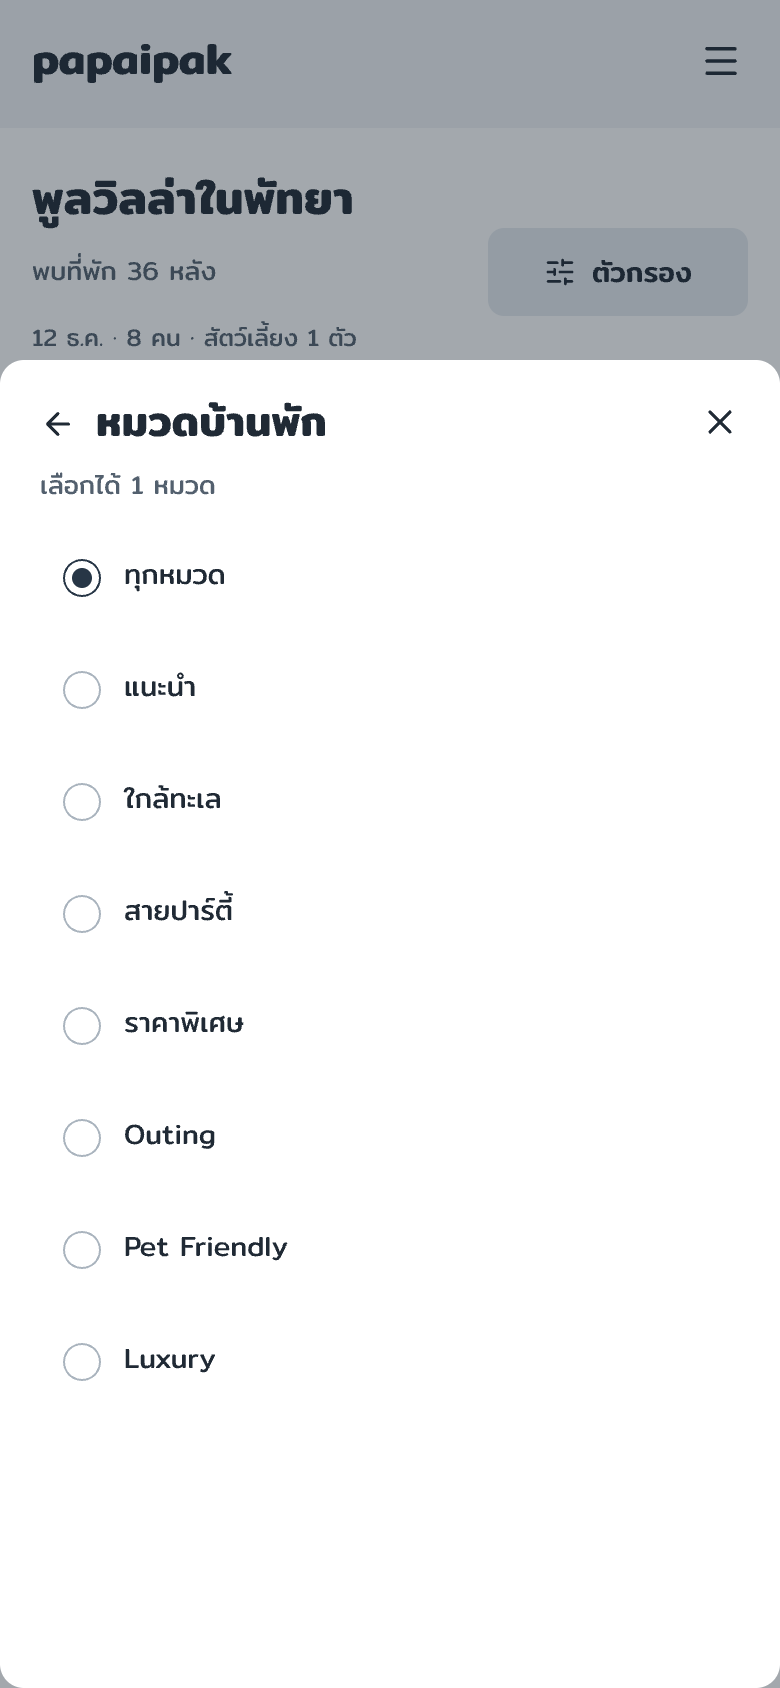 papaipak
พูลวิลล่าในพัทยา
พบที่พัก 36 หลัง
ตัวกรอง
12 ธ.ค. · 8 คน · สัตว์เลี้ยง 1 ตัว
หมวดบ้านพัก
เลือกได้ 1 หมวด
ทุกหมวด
แนะนำ
ใกล้ทะเล
สายปาร์ตี้
ราคาพิเศษ
Outing
Pet Friendly
Luxury